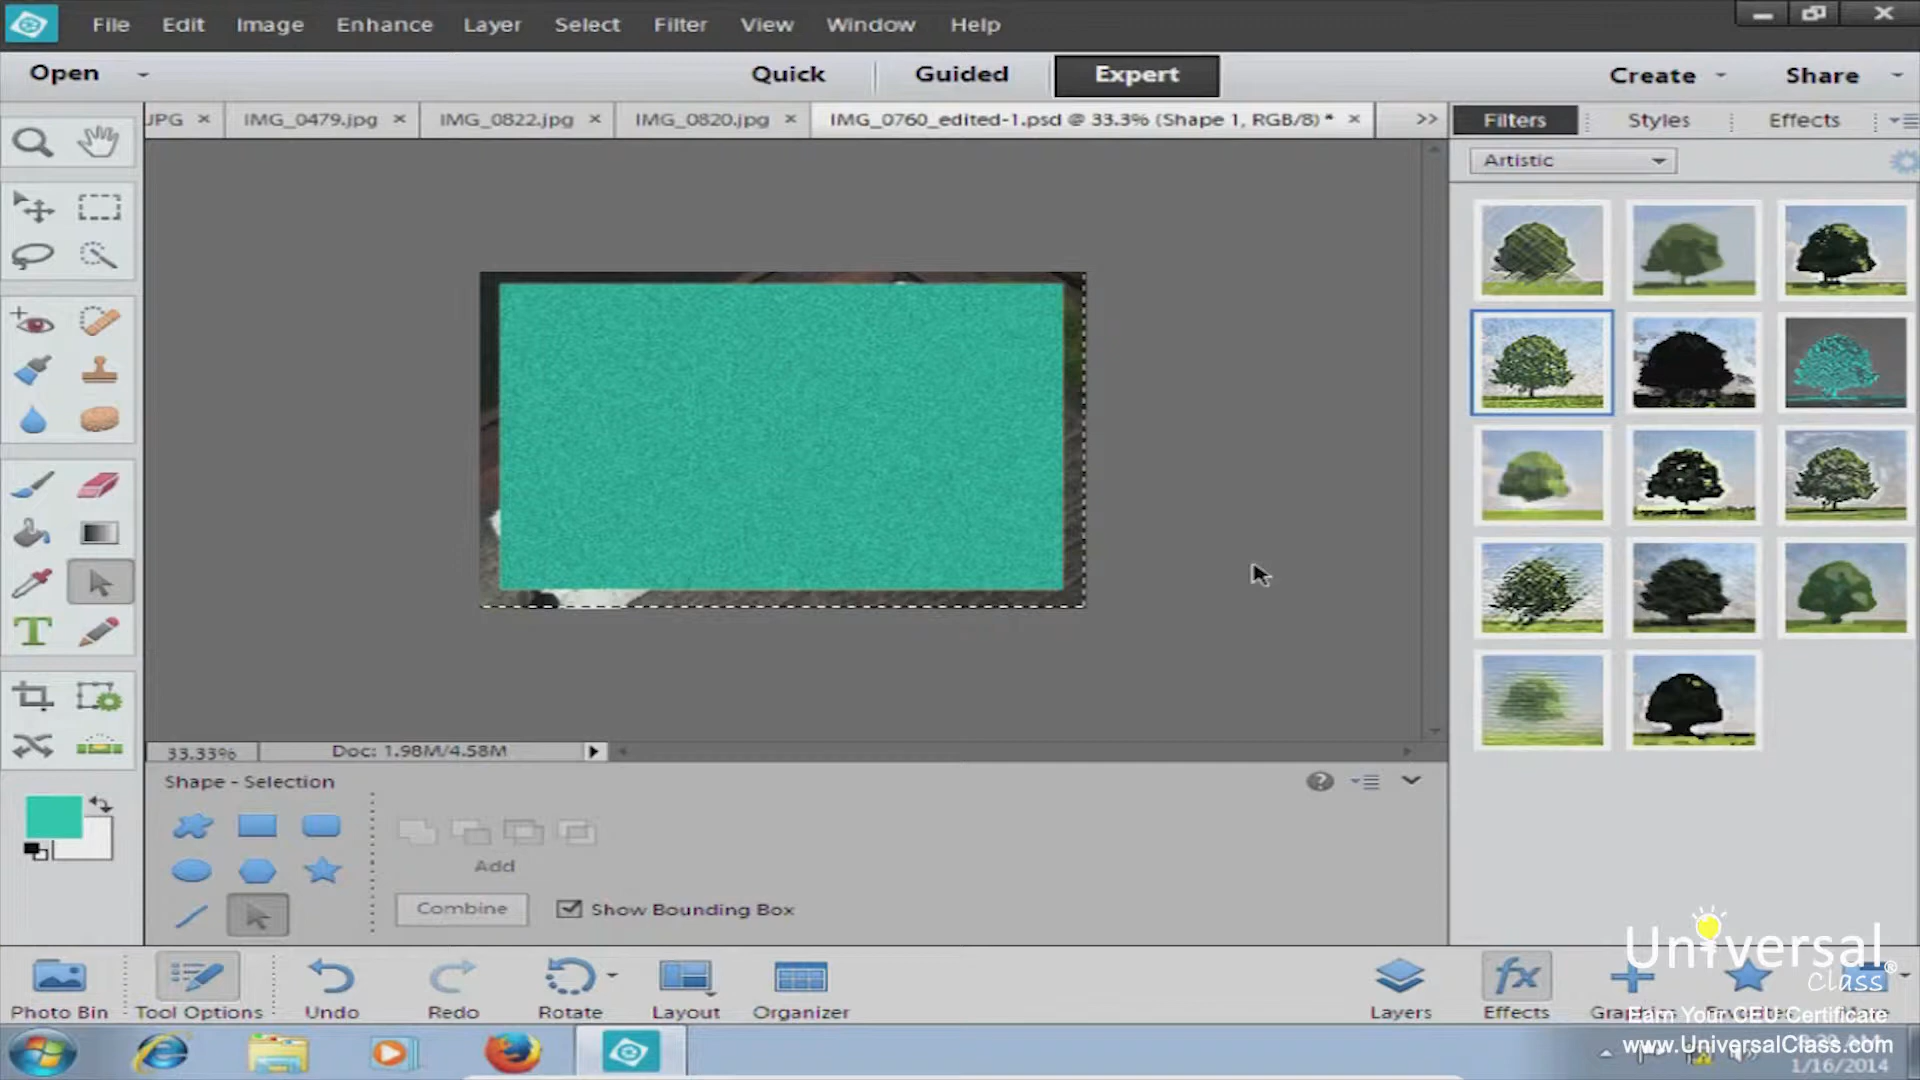 File Edit Image Enhance Layer Select Filter View Window Help
Open Quick Guided Expert Create Share
JPG × IMG_0479.jpg × IMG_0822.jpg × IMG_0820.jpg × IMG_0760_edited-1.psd @ 33.3% (Shape 1, RGB/8) * × >> Filters Styles Effects
Artistic
33.33% Doc: 1.98M/4.58M
Shape - Selection
Add
Combine Show Bounding Box
Universal®
Class
Photo Bin Tool Options Undo Redo Rotate Layout Organizer Layers Effects
Earn Your CEU Certificate
www.UniversalClass.com
1/16/2014